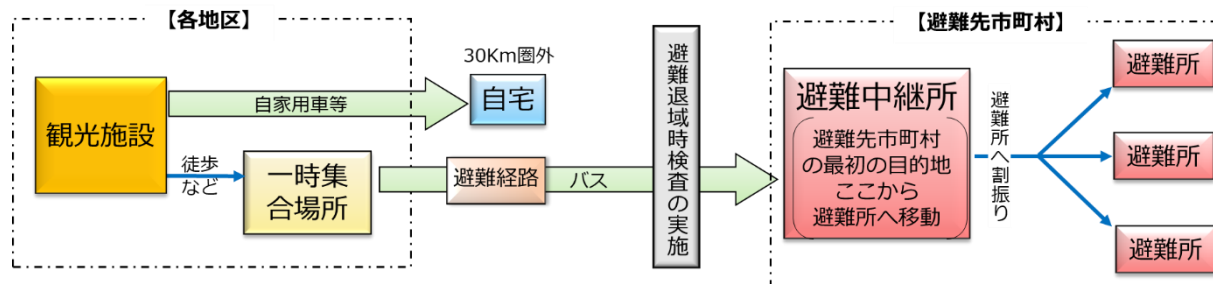 【各地区】
観光施設
自家用車等
30Km圏外
自宅
徒歩
など
一時集
合場所
避難経路
バス
避難退域時検査の実施
【避難先市町村】
避難中継所
避難先市町村
の最初の目的地
ここから
避難所へ移動
避難所へ割振り
避難所
避難所
避難所